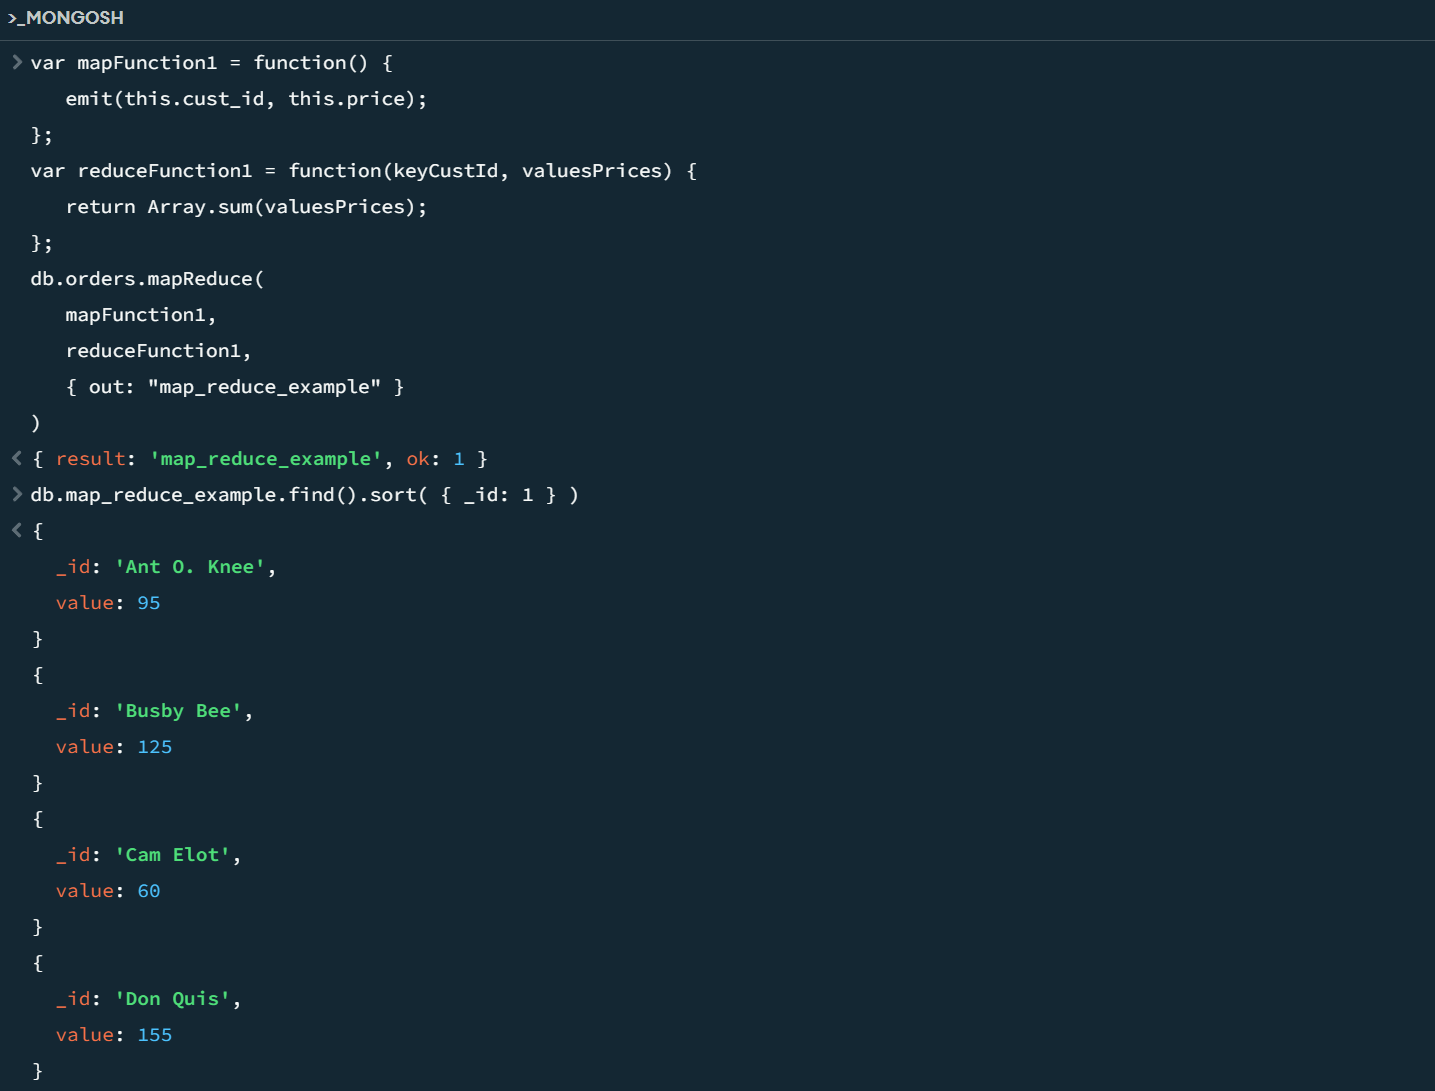 >_MONGOSH
> var mapFunction1 = function() {
   emit(this.cust_id, this.price);
};
var reduceFunction1 = function(keyCustId, valuesPrices) {
   return Array.sum(valuesPrices);
};
db.orders.mapReduce(
   mapFunction1,
   reduceFunction1,
   { out: "map_reduce_example" }
)
< { result: 'map_reduce_example', ok: 1 }
> db.map_reduce_example.find().sort( { _id: 1 } )
< {
  _id: 'Ant O. Knee',
  value: 95
}
{
  _id: 'Busby Bee',
  value: 125
}
{
  _id: 'Cam Elot',
  value: 60
}
{
  _id: 'Don Quis',
  value: 155
}